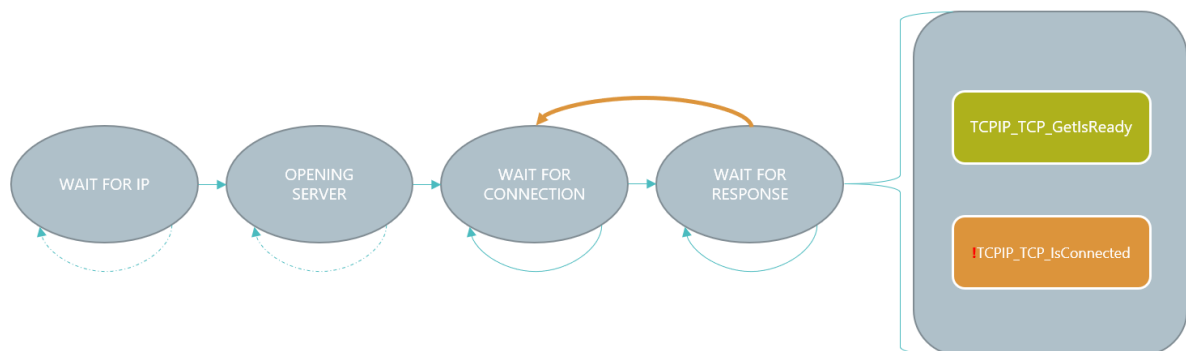 WAIT FOR IP
OPENING
SERVER
WAIT FOR
CONNECTION
WAIT FOR
RESPONSE
TCPIP_TCP_GetIsReady
!TCPIP_TCP_IsConnected